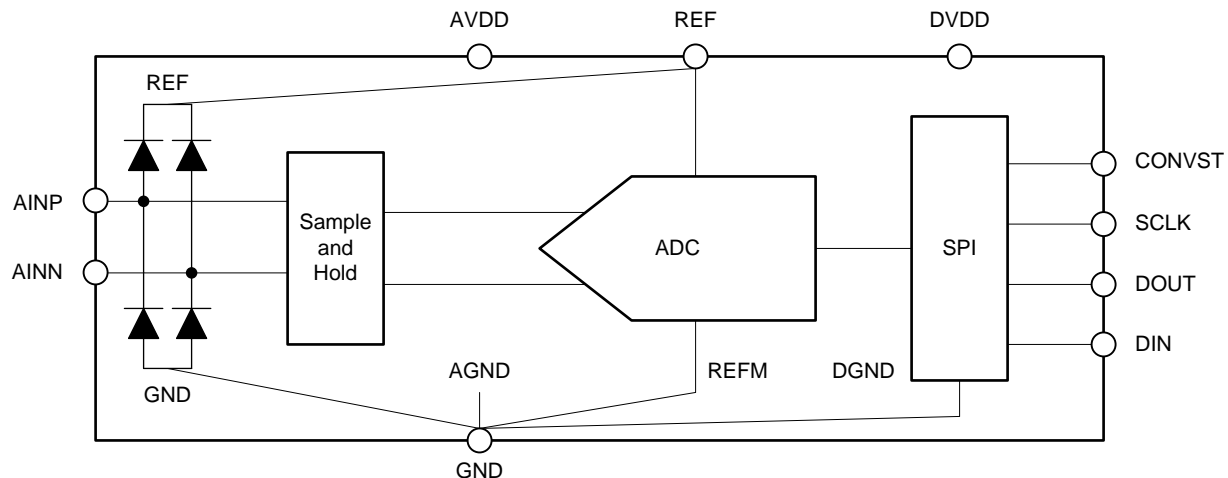 AVDD
REF
DVDD
REF
AINP
AINN
Sample
and
Hold
ADC
SPI
CONVST
SCLK
DOUT
DIN
GND
AGND
REFM
DGND
GND